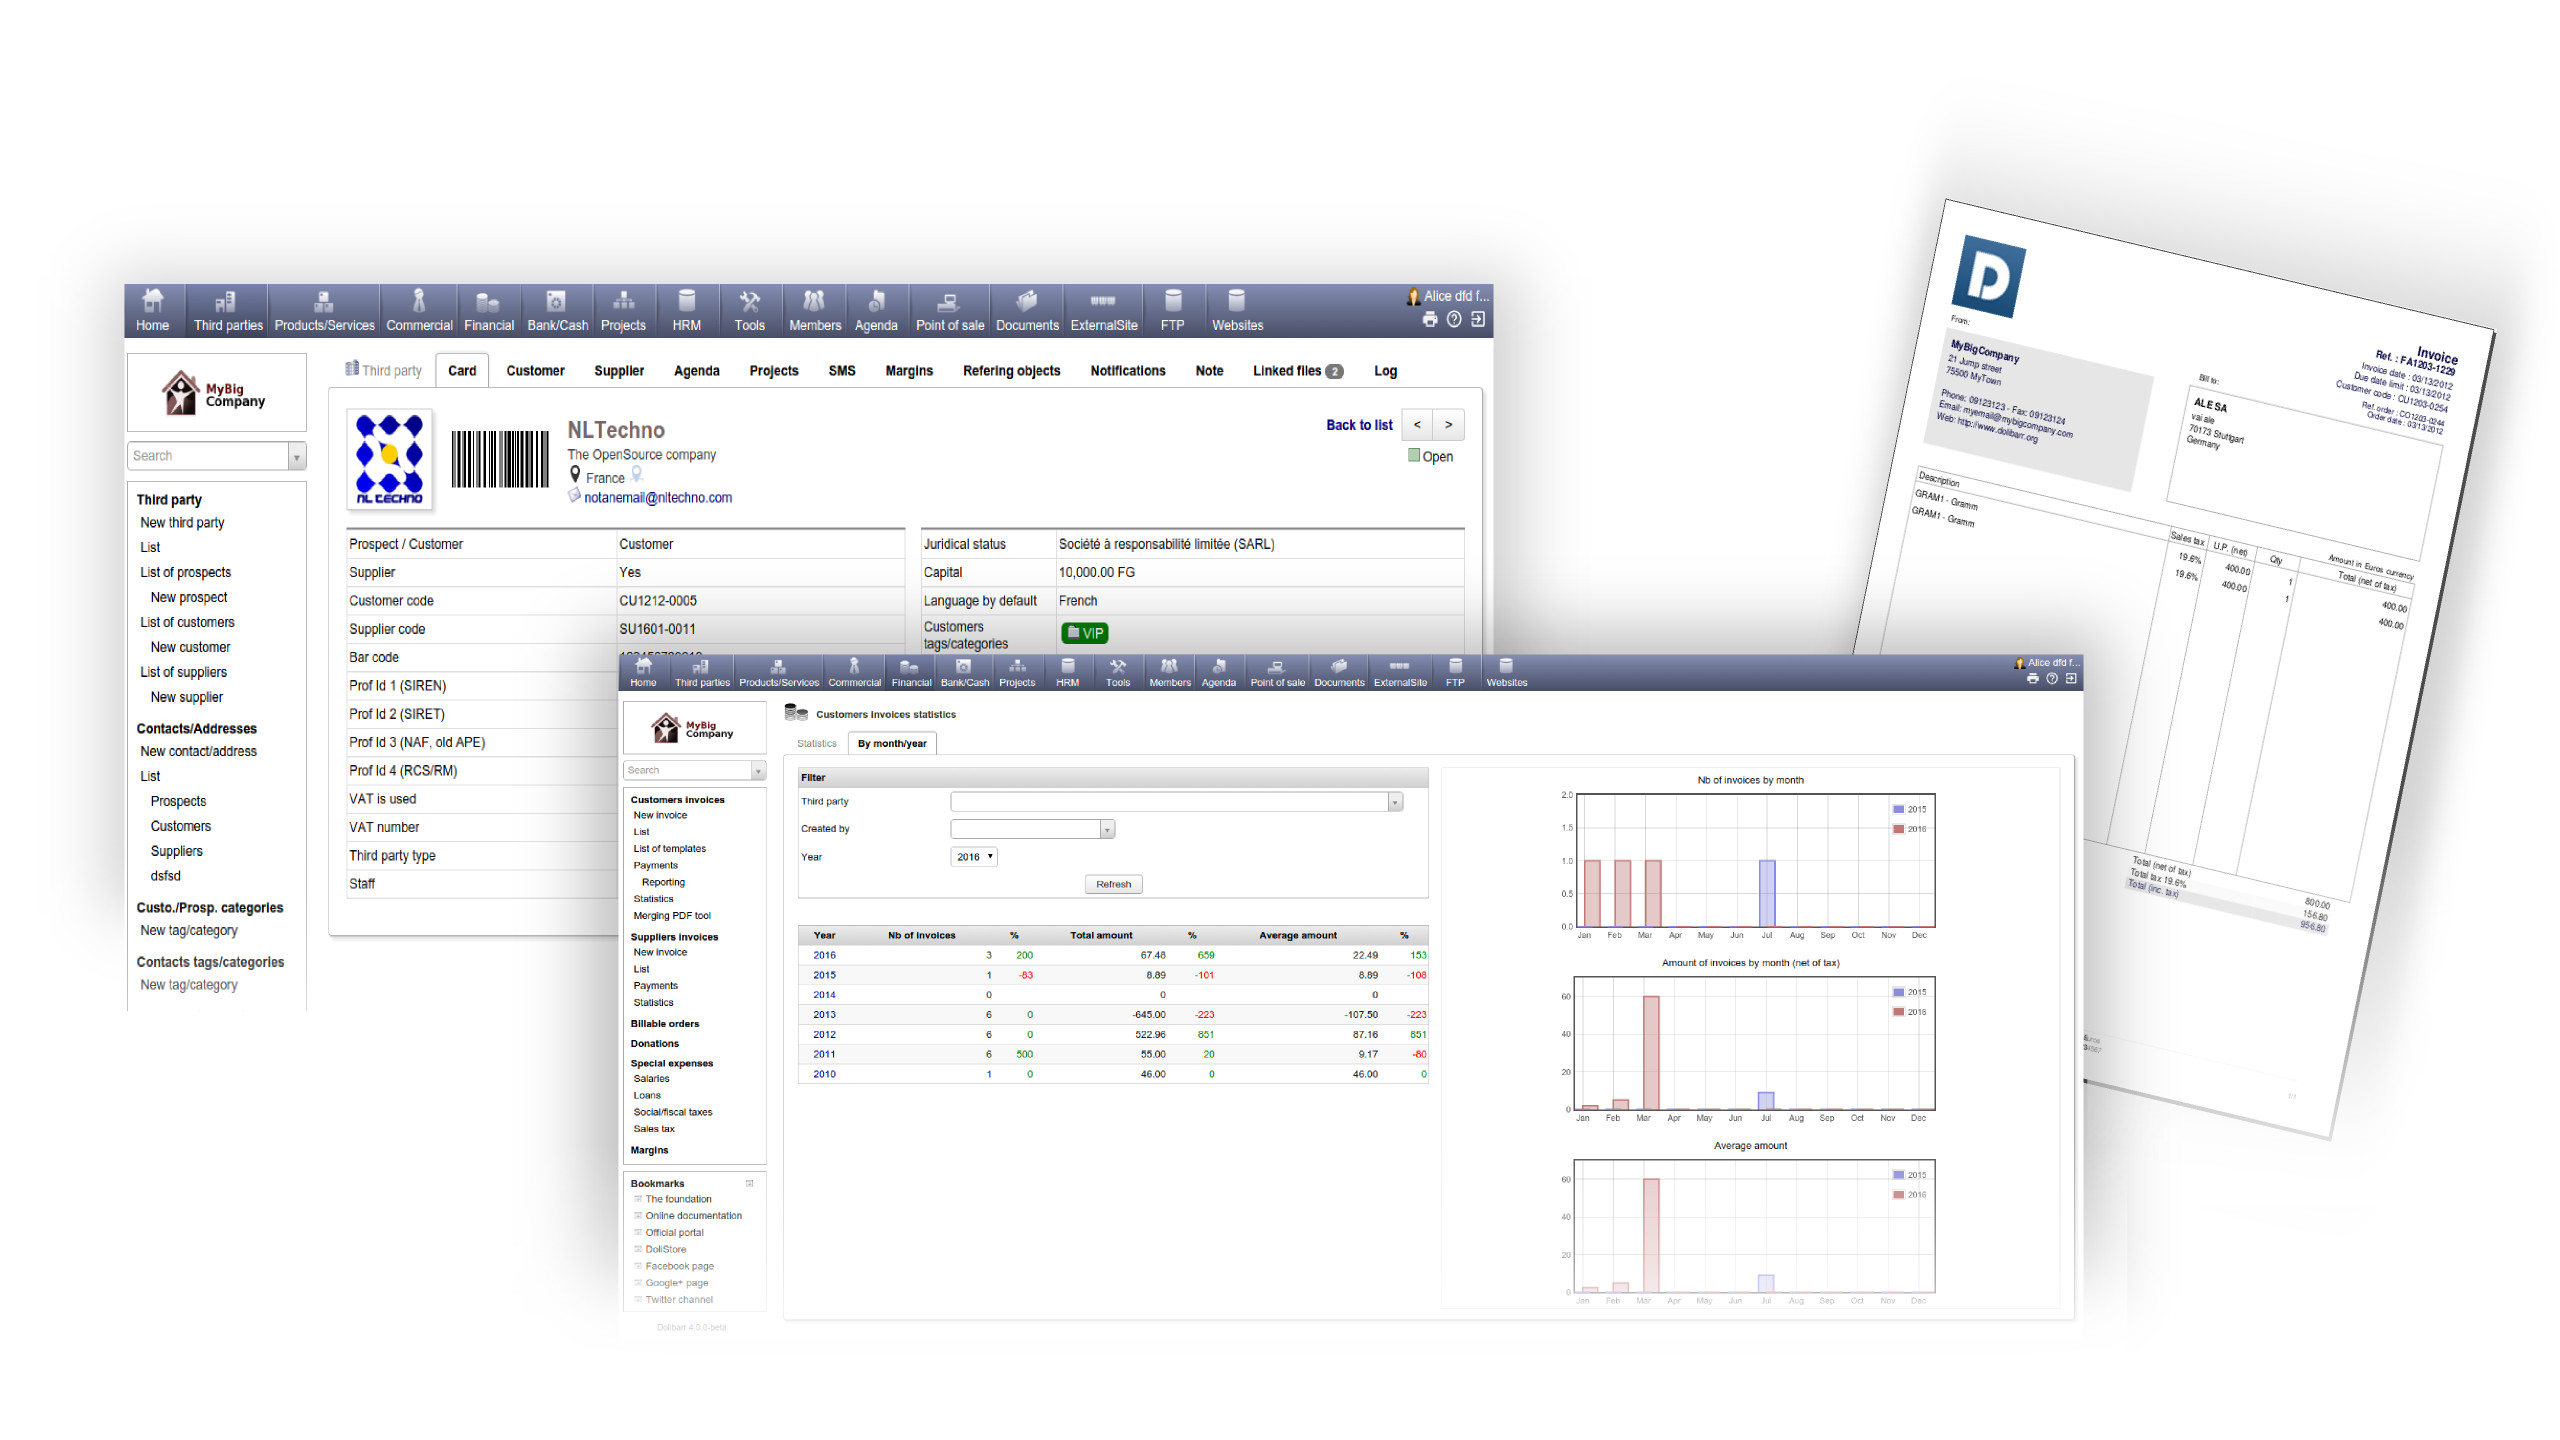 Home Third parties Products/Services Commercial Financial Bank/Cash Projects HRM Tools Members Agenda Point of sale Documents ExternalSite FTP Websites
Alice dfd f...
MyBig
Company
Search
Third party
New third party
List
List of prospects
New prospect
List of customers
New customer
List of suppliers
New supplier
Contacts/Addresses
New contact/address
List
Prospects
Customers
Suppliers
dsfsd
Custo./Prosp. categories
New tag/category
Contacts tags/categories
New tag/category
Third party Card Customer Supplier Agenda Projects SMS Margins Refering objects Notifications Note Linked files 2 Log
NL TECHNO
NLTechno
The OpenSource company
France
notanemail@nltechno.com
Back to list < >
Open
Prospect / Customer Customer
Supplier Yes
Customer code CU1212-0005
Supplier code SU1601-0011
Bar code
Prof Id 1 (SIREN)
Prof Id 2 (SIRET)
Prof Id 3 (NAF, old APE)
Prof Id 4 (RCS/RM)
VAT is used
VAT number
Third party type
Staff
Juridical status Société à responsabilité limitée (SARL)
Capital 10,000.00 FG
Language by default French
Customers
tags/categories VIP
Home Third parties Products/Services Commercial Financial Bank/Cash Projects HRM Tools Members Agenda Point of sale Documents ExternalSite FTP Websites
Alice dfd f...
MyBig
Company
Search
Customers invoices
New invoice
List
List of templates
Payments
Reporting
Statistics
Merging PDF tool
Suppliers invoices
New invoice
List
Payments
Statistics
Billable orders
Donations
Special expenses
Salaries
Loans
Social/fiscal taxes
Sales tax
Margins
Bookmarks
The foundation
Online documentation
Official portal
DoliStore
Facebook page
Google+ page
Twitter channel
Dolibarr 4.0.0-beta
Customers invoices statistics
Statistics By month/year
Filter
Third party
Created by
Year 2016
Refresh
Year Nb of invoices % Total amount % Average amount %
2016 3 200 67.48 659 22.49 153
2015 1 -83 8.89 -101 8.89 -108
2014 0 0 0
2013 6 0 -645.00 -223 -107.50 -223
2012 6 0 522.96 851 87.16 851
2011 6 500 55.00 20 9.17 -80
2010 1 0 46.00 0 46.00 0
Nb of invoices by month
2.0
1.5
1.0
0.5
0.0
2015
2016
Jan Feb Mar Apr May Jun Jul Aug Sep Oct Nov Dec
Amount of invoices by month (net of tax)
60
40
20
0
2015
2016
Jan Feb Mar Apr May Jun Jul Aug Sep Oct Nov Dec
Average amount
60
40
20
0
2015
2016
Jan Feb Mar Apr May Jun Jul Aug Sep Oct Nov Dec
D
Invoice
Ref. : FA1203-1229
Invoice date : 03/13/2012
Due date limit : 03/13/2012
Customer code : CU1203-0254
Ref. order : CO1203-0244
Order date : 03/13/2012
From:
MyBigCompany
21 Jump street
75500 MyTown
Phone: 09123123 - Fax: 09123124
Email: myemail@mybigcompany.com
Web: http://www.dolibarr.org
Bill to:
ALE SA
vai ale
70173 Stuttgart
Germany
Amount in Euros currency
Description Sales tax U.P. (net) Qty Total (net of tax)
GRAM1 - Gramm 19.6% 400.00 1 400.00
GRAM1 - Gramm 19.6% 400.00 1 400.00
Total (net of tax) 800.00
Total tax 19.6% 156.80
Total (inc. tax) 956.80
1/1